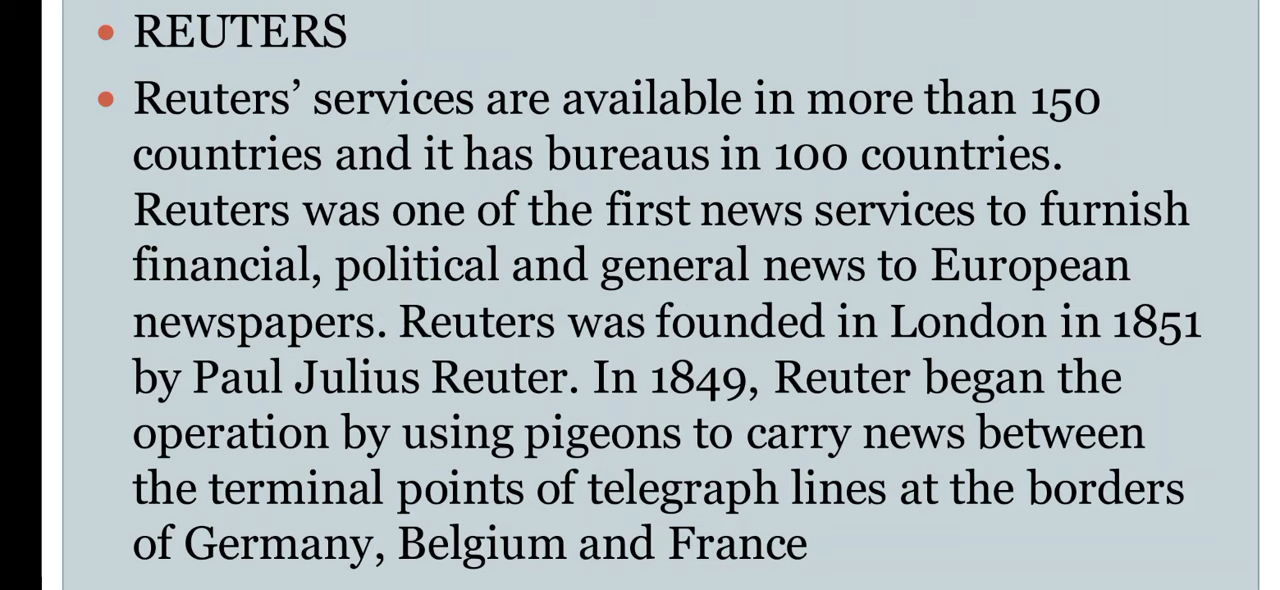 • REUTERS
• Reuters’ services are available in more than 150
countries and it has bureaus in 100 countries.
Reuters was one of the first news services to furnish
financial, political and general news to European
newspapers. Reuters was founded in London in 1851
by Paul Julius Reuter. In 1849, Reuter began the
operation by using pigeons to carry news between
the terminal points of telegraph lines at the borders
of Germany, Belgium and France